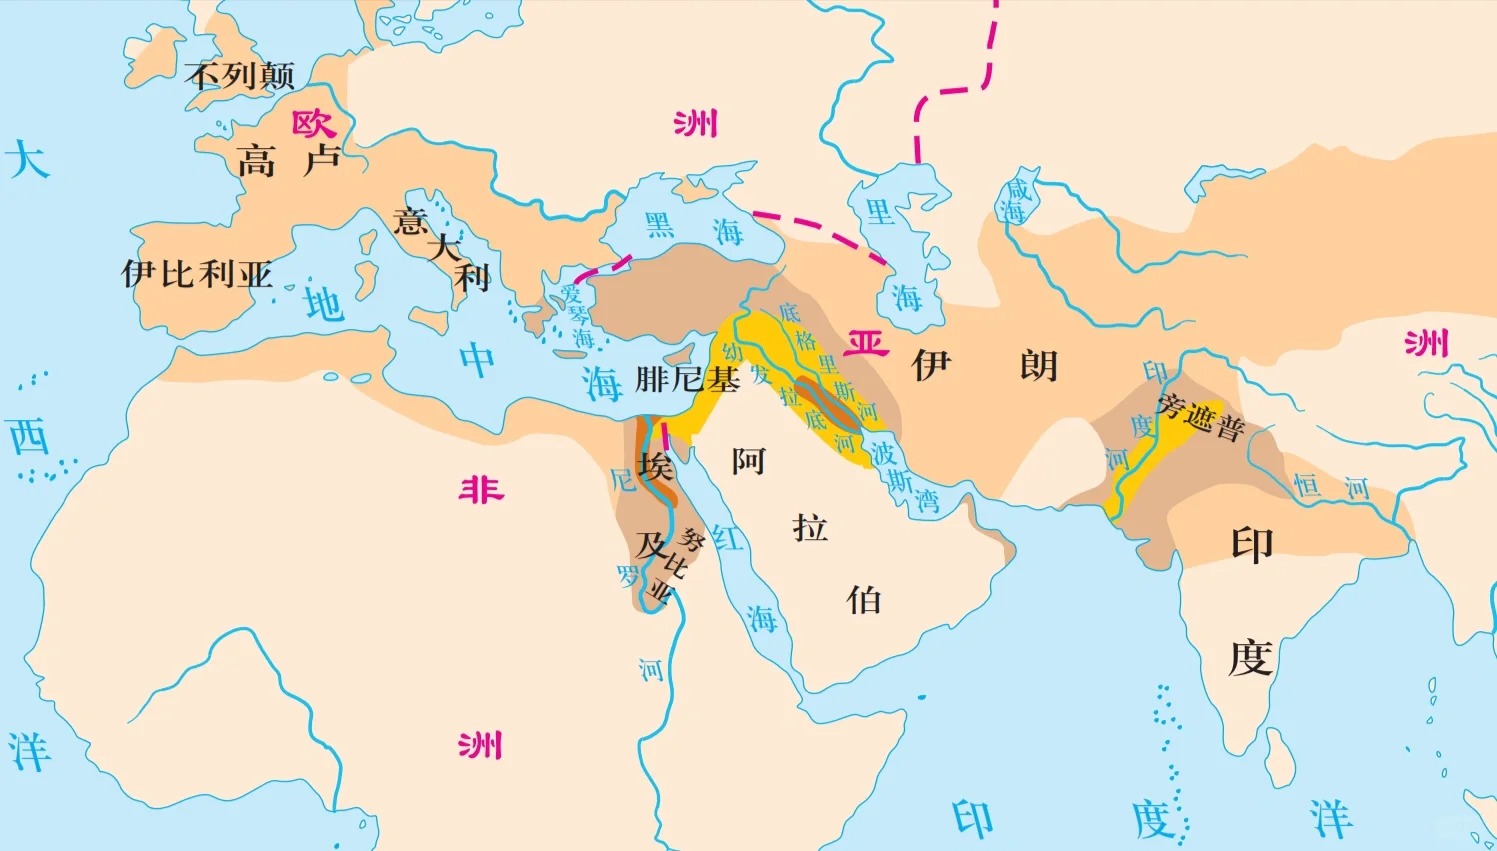 不列颠
欧洲
高卢
大西洋
意大利
伊比利亚
地中海
黑海
里海
咸海
爱琴海
亚洲
底格里斯河
幼发拉底河
腓尼基
伊朗
印度河
旁遮普
恒河
波斯湾
阿拉伯
埃及
尼罗河
努比亚
红海
非洲
印度
印度洋